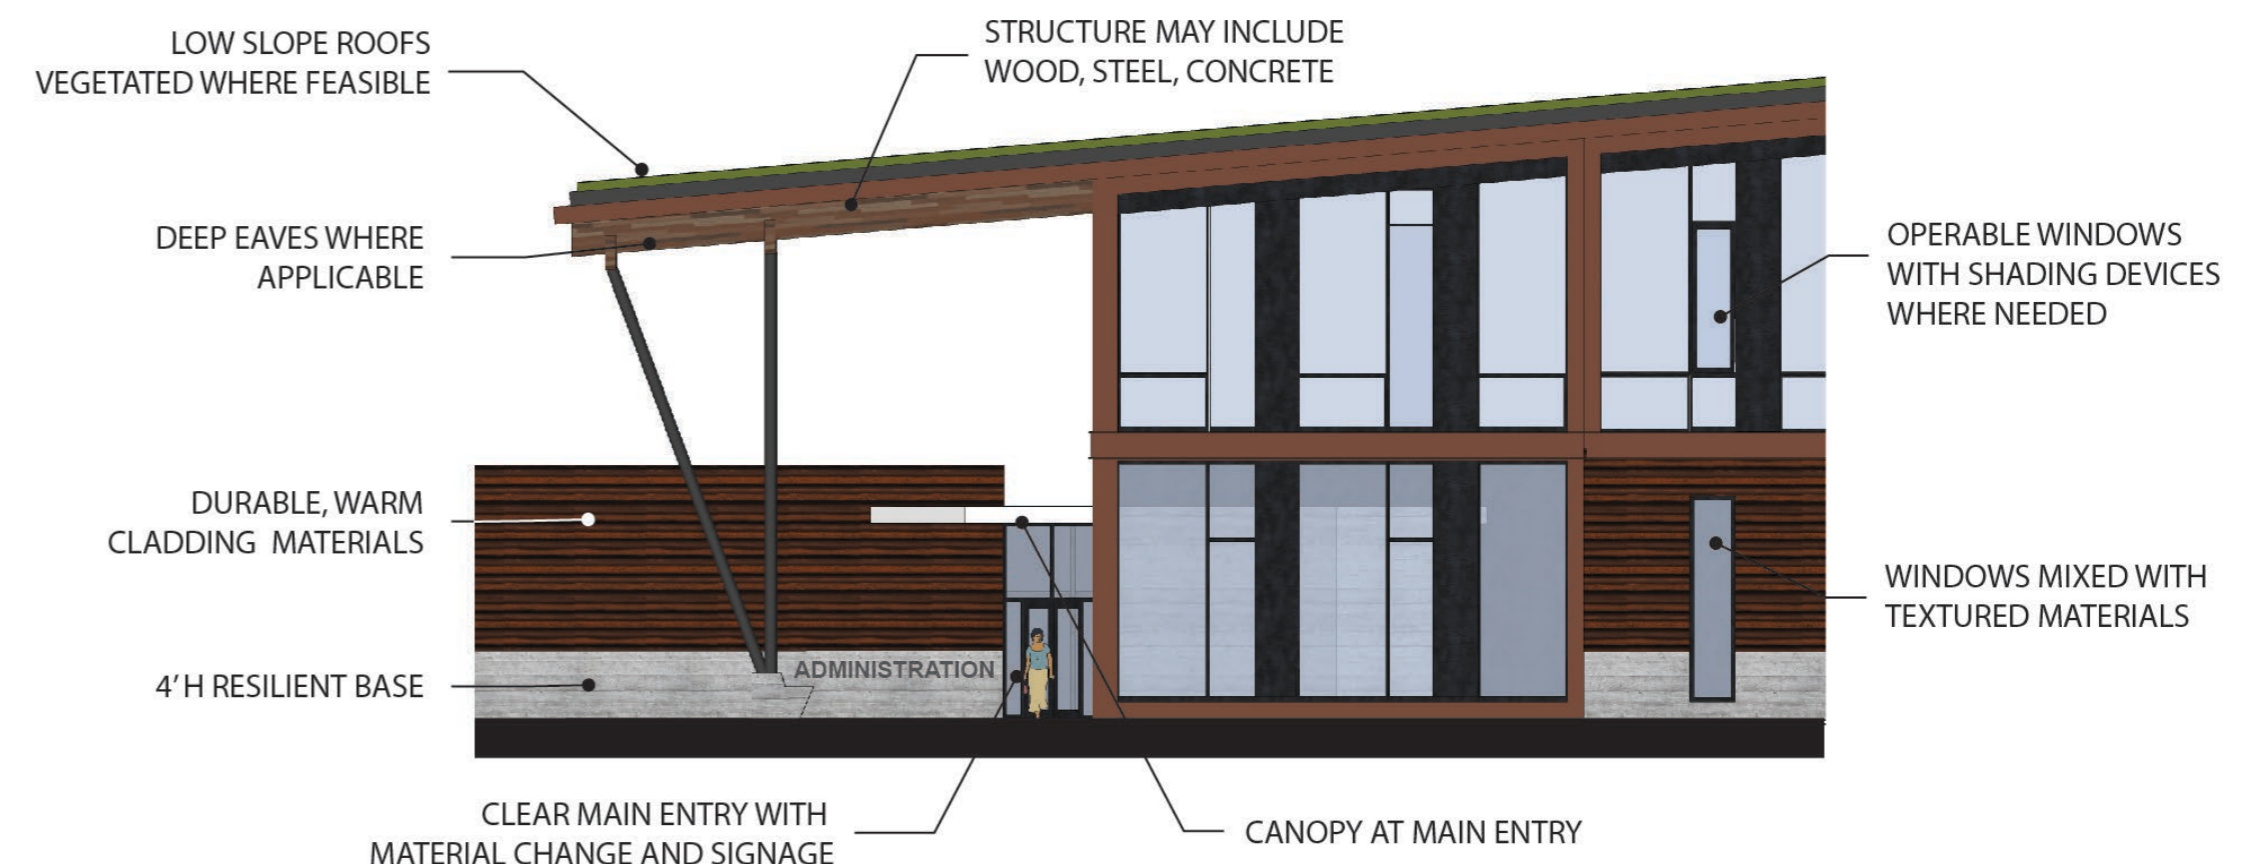 LOW SLOPE ROOFS
VEGETATED WHERE FEASIBLE
STRUCTURE MAY INCLUDE
WOOD, STEEL, CONCRETE
DEEP EAVES WHERE
APPLICABLE
OPERABLE WINDOWS
WITH SHADING DEVICES
WHERE NEEDED
DURABLE, WARM
CLADDING MATERIALS
WINDOWS MIXED WITH
TEXTURED MATERIALS
4' H RESILIENT BASE
ADMINISTRATION
CLEAR MAIN ENTRY WITH
MATERIAL CHANGE AND SIGNAGE
CANOPY AT MAIN ENTRY